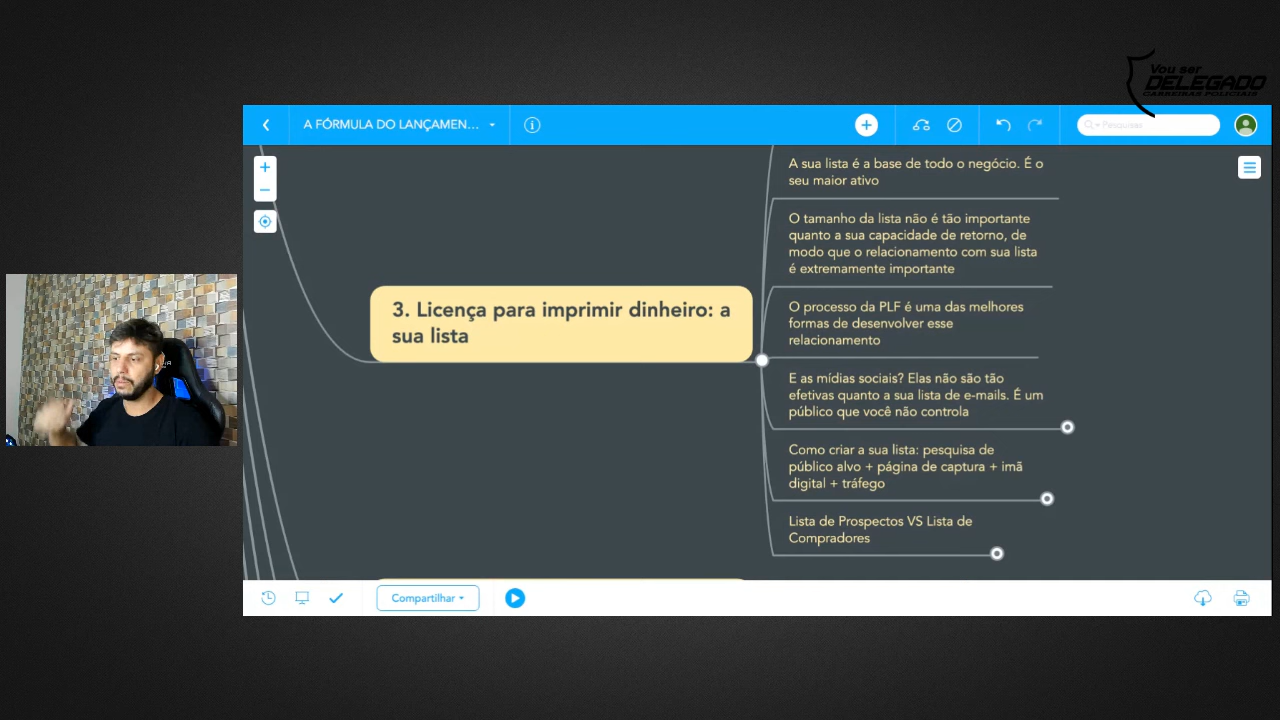 Vou ser
DELEGADO
CARREIRAS POLICIAIS
A FÓRMULA DO LANÇAMEN...
Pesquisar
A sua lista é a base de todo o negócio. É o
seu maior ativo
O tamanho da lista não é tão importante
quanto a sua capacidade de retorno, de
modo que o relacionamento com sua lista
é extremamente importante
3. Licença para imprimir dinheiro: a
sua lista
O processo da PLF é uma das melhores
formas de desenvolver esse
relacionamento
E as mídias sociais? Elas não são tão
efetivas quanto a sua lista de e-mails. É um
público que você não controla
Como criar a sua lista: pesquisa de
público alvo + página de captura + imã
digital + tráfego
Lista de Prospectos VS Lista de
Compradores
Compartilhar